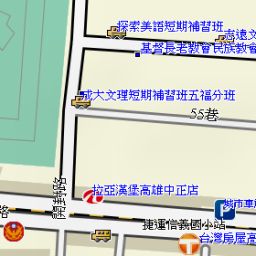 探索美語短期補習班
志遠文
基督長老教會民族教會
成大文理短期補習班五福分班
55巷
開封路
拉亞漢堡高雄中正店
城市車旅
路
捷運信義國小站
台灣房屋高